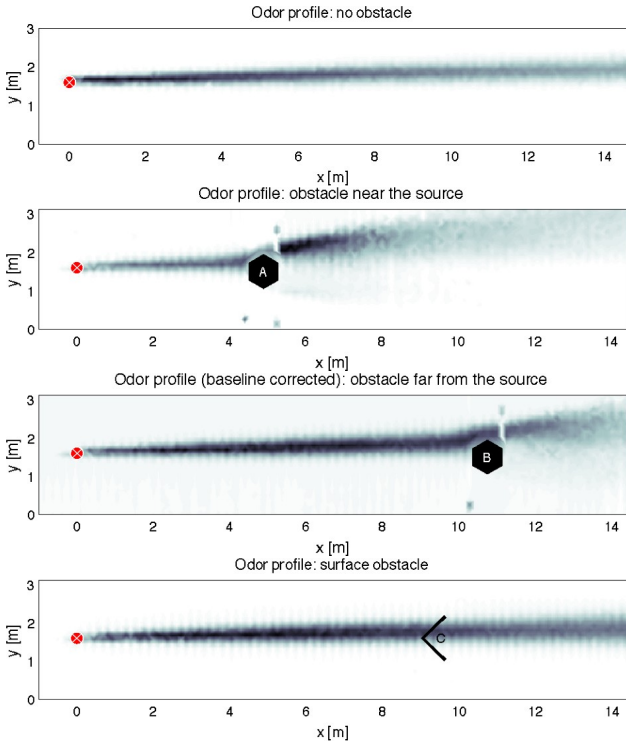 Odor profile: no obstacle
3
2
1
0
y [m]
0 2 4 6 8 10 12 14
x [m]
Odor profile: obstacle near the source
3
2
1
0
y [m]
A
0 2 4 6 8 10 12 14
x [m]
Odor profile (baseline corrected): obstacle far from the source
3
2
1
0
y [m]
B
0 2 4 6 8 10 12 14
x [m]
Odor profile: surface obstacle
3
2
1
0
y [m]
C
0 2 4 6 8 10 12 14
x [m]